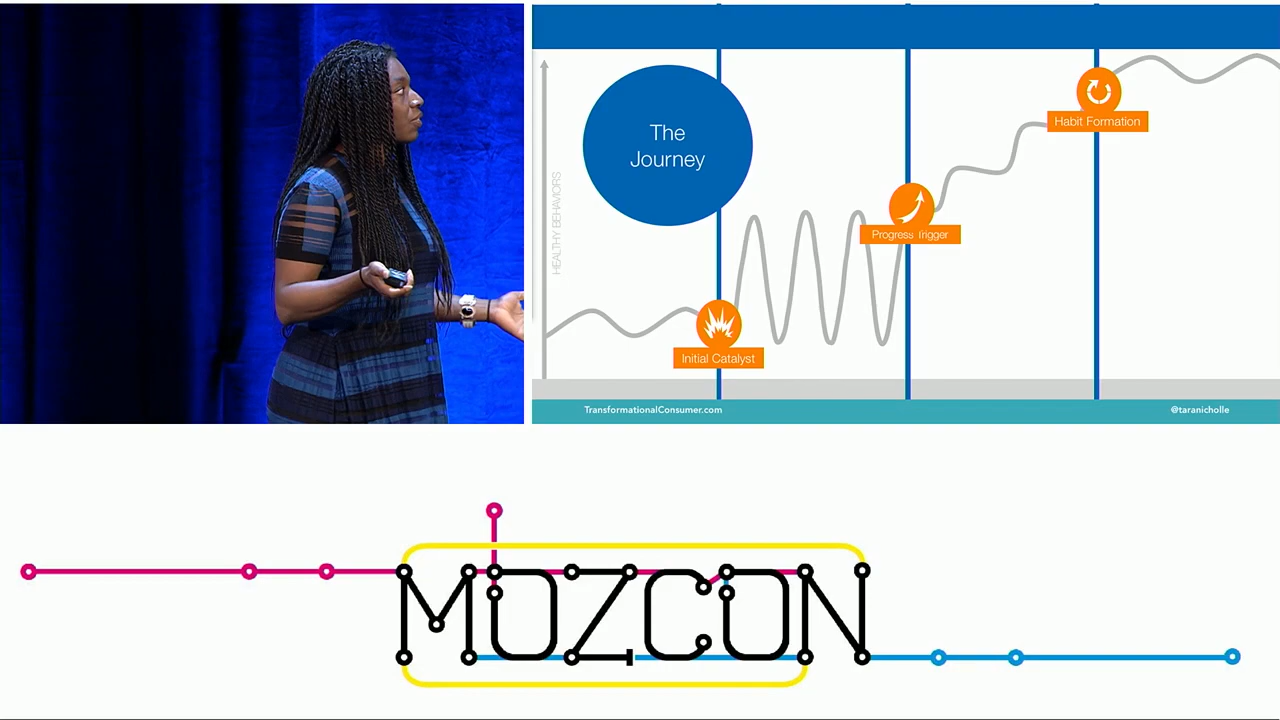 The
Journey
HEALTHY BEHAVIORS
Initial Catalyst
Progress Trigger
Habit Formation
TransformationalConsumer.com
@taranicholle
MOZCON